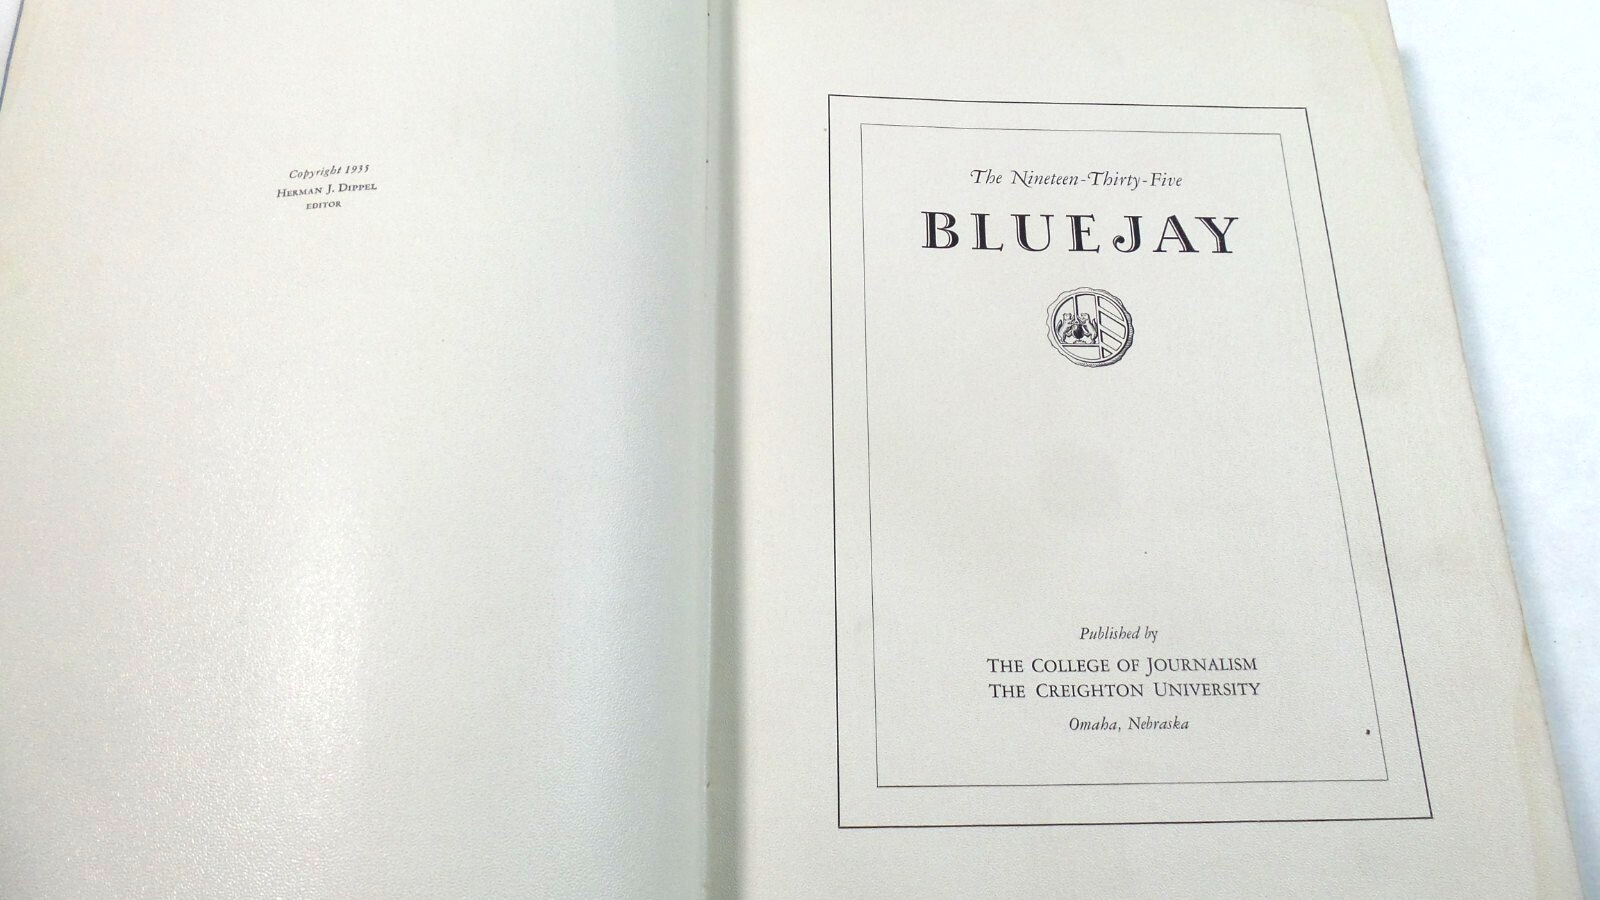 Copyright 1935
HERMAN J. DIPPEL
EDITOR
The Nineteen-Thirty-Five
BLUEJAY
Published by
THE COLLEGE OF JOURNALISM
THE CREIGHTON UNIVERSITY
Omaha, Nebraska